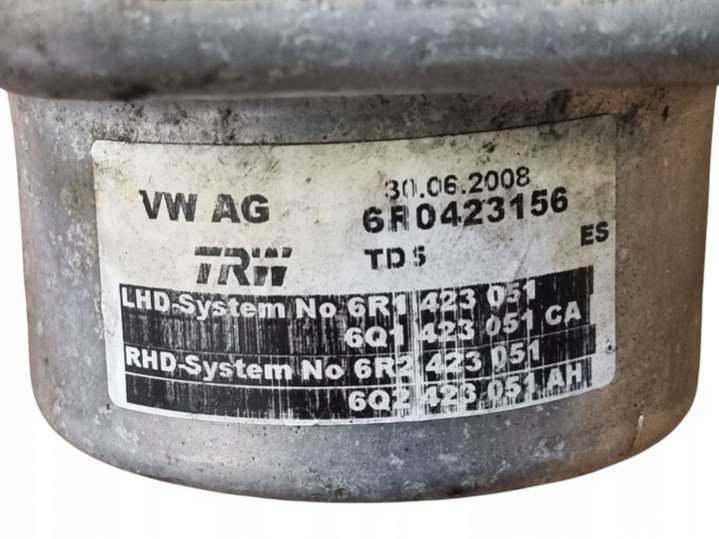 30.06.2008
VW AG 6R0423156
ES
TRW TD5
LHD-System No 6R1 423 051
6Q1 423 051 CA
RHD-System No 6R2 423 051
6Q2 423 051 AH